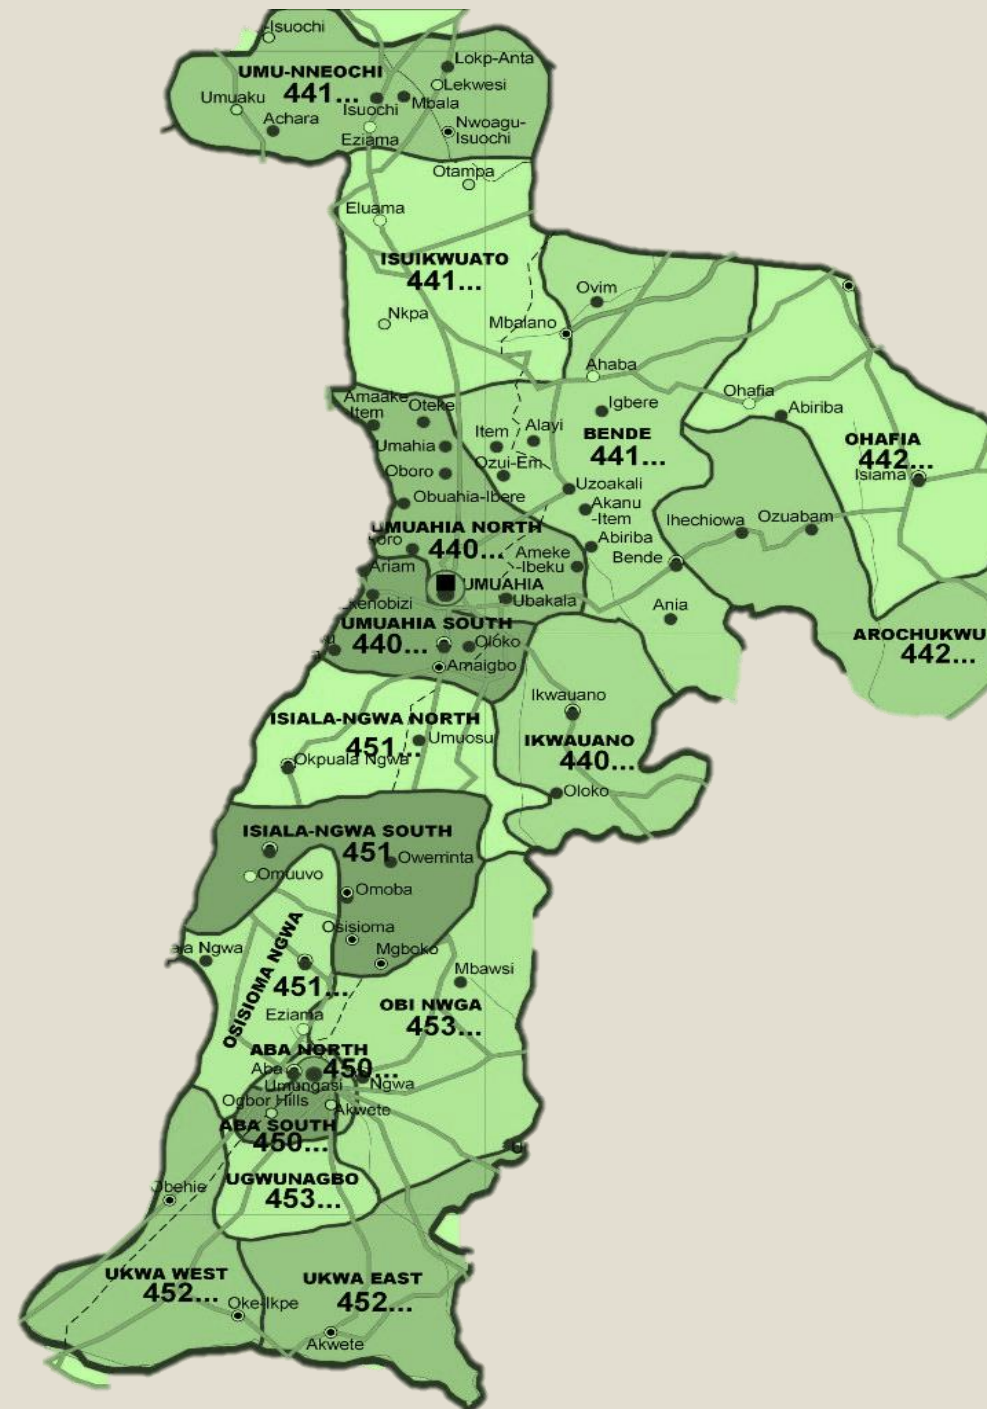 -Isuochi
Lokp-Anta
UMU-NNEOCHI
441...
Lekwesi
Umuaku
Isuochi
Mbala
Achara
Nwoagu-
Isuochi
Eziama
Otampa
Eluama
ISUIKWUATO
441...
Ovim
Nkpa
Mbalano
Ahaba
Ohafia
Amaake
Item
Oteke
Igbere
Abiriba
Umahia
Item
Alayi
BENDE
441...
OHAFIA
442...
Oboro
Ozui-Em
Isiama
Uzoakali
Obuahia-Ibere
Akanu
-Item
Ihechiowa
Ozuabam
UMUAHIA NORTH
440...
Abiriba
Ameke
-Ibeku
Bende
Ariam
UMUAHIA
Ubakala
Ania
UMUAHIA SOUTH
440...
Oloko
AROCHUKWU
442...
Amaigbo
Ikwauano
ISIALA-NGWA NORTH
451...
Umuosu
IKWAUANO
440...
Okpuala Ngwa
Oloko
ISIALA-NGWA SOUTH
451
Owerrinta
Omuuvo
Omoba
Osisioma
OSISIOMA NGWA
451...
Ngwa
Mgboko
Mbawsi
OBI NWGA
453...
Eziama
ABA NORTH
450...
Aba
Umungasi
Ngwa
Ogbor Hills
Akwete
ABA SOUTH
450...
UGWUNAGBO
453...
Obehie
UKWA WEST
452...
UKWA EAST
452...
Oke-Ikpe
Akwete